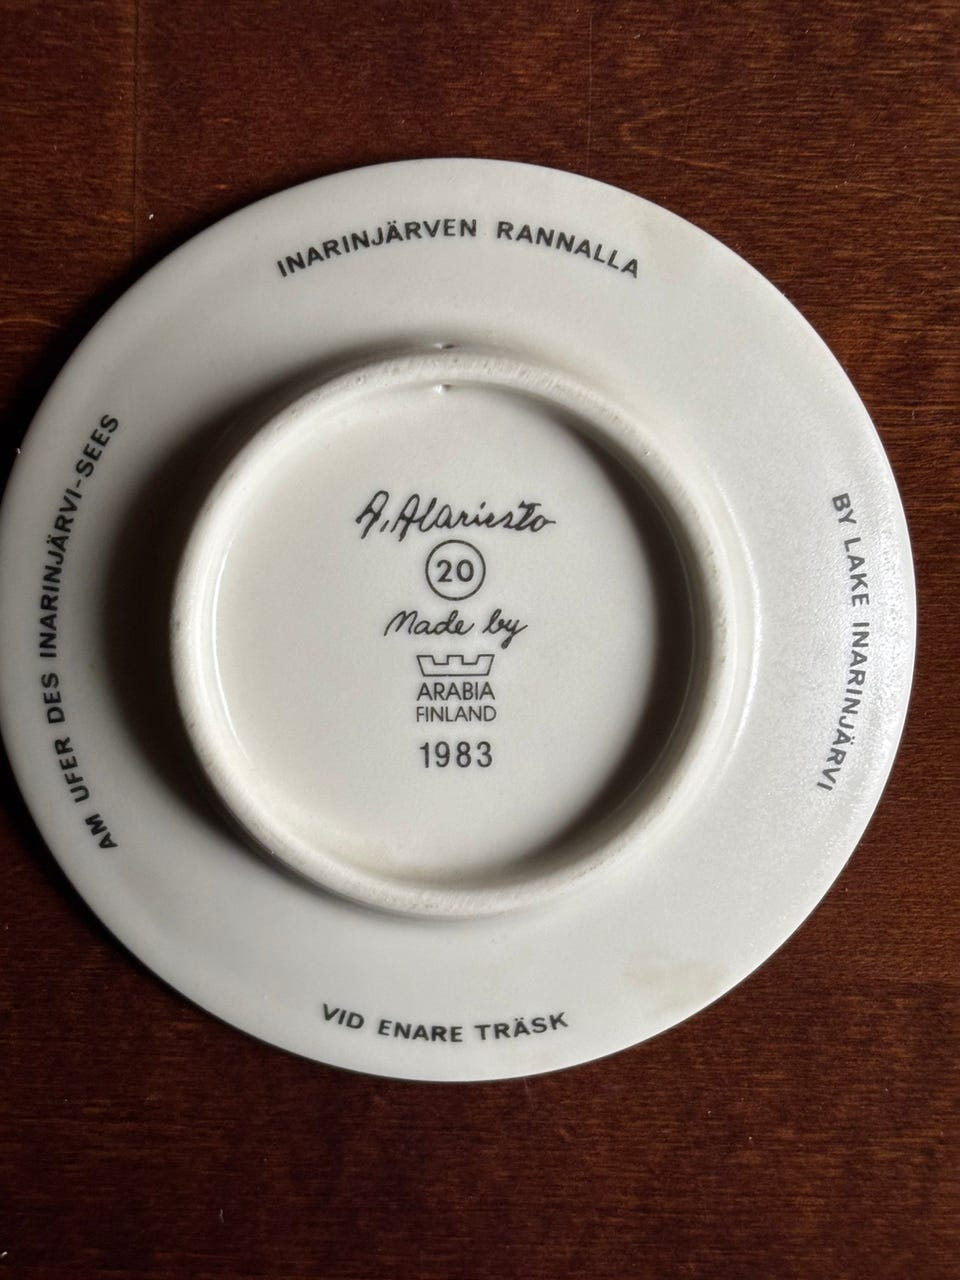 INARINJÄRVEN RANNALLA
BY LAKE INARINJÄRVI
VID ENARE TRÄSK
AM UFER DES INARINJÄRVI-SEES
A. Alariesto
20
Made by
ARABIA
FINLAND
1983